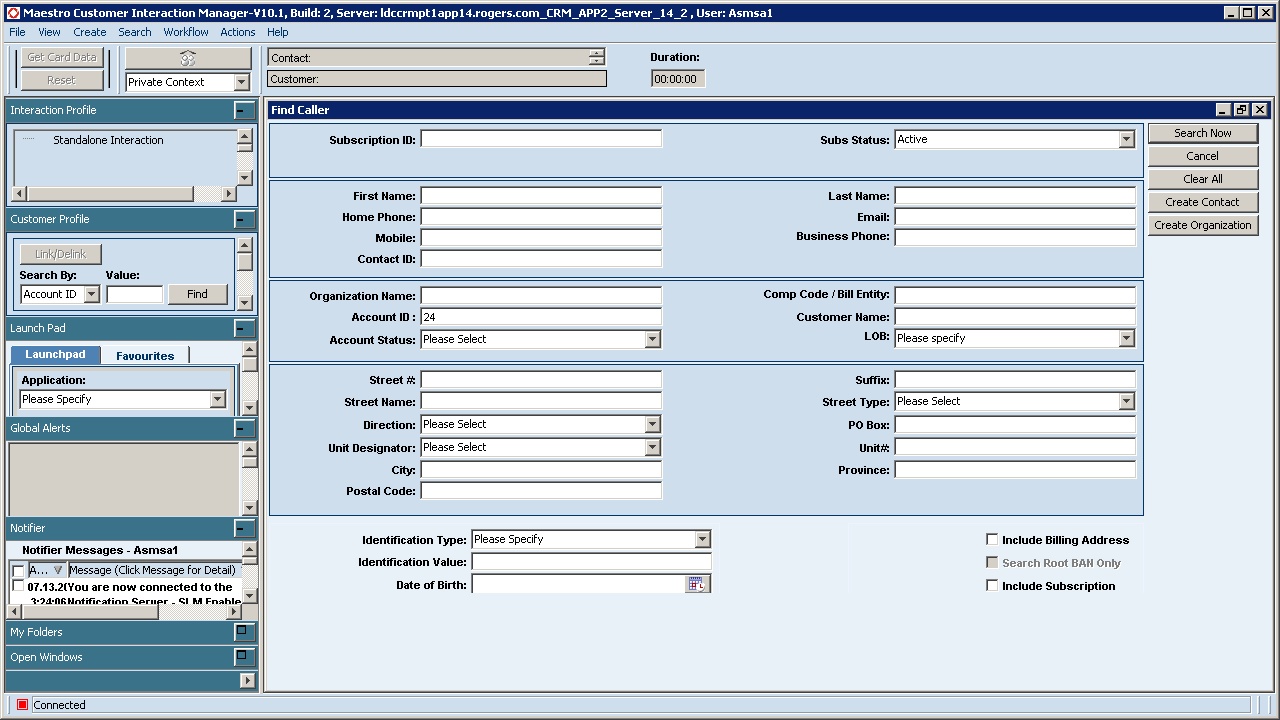 Maestro Customer Interaction Manager-V10.1, Build: 2, Server: ldccrmpt1app14.rogers.com_CRM_APP2_Server_14_2 , User: Asmsa1
File View Create Search Workflow Actions Help
Get Card Data
Reset
Private Context
Contact:
Customer:
Duration:
00:00:00
Interaction Profile
Standalone Interaction
Customer Profile
Link/Delink
Search By: Value:
Account ID Find
Launch Pad
Launchpad Favourites
Application:
Please Specify
Global Alerts
Notifier
Notifier Messages - Asmsa1
A... Message (Click Message for Detail)
07.13.2( You are now connected to the
3:24:06 Notification Server - SLM Enable
My Folders
Open Windows
Connected
Find Caller
Subscription ID: Subs Status: Active
First Name: Last Name:
Home Phone: Email:
Mobile: Business Phone:
Contact ID:
Organization Name: Comp Code / Bill Entity:
Account ID : 24 Customer Name:
Account Status: Please Select LOB: Please specify
Street #: Suffix:
Street Name: Street Type: Please Select
Direction: Please Select PO Box:
Unit Designator: Please Select Unit#:
City: Province:
Postal Code:
Identification Type: Please Specify Include Billing Address
Identification Value: Search Root BAN Only
Date of Birth: Include Subscription
Search Now
Cancel
Clear All
Create Contact
Create Organization